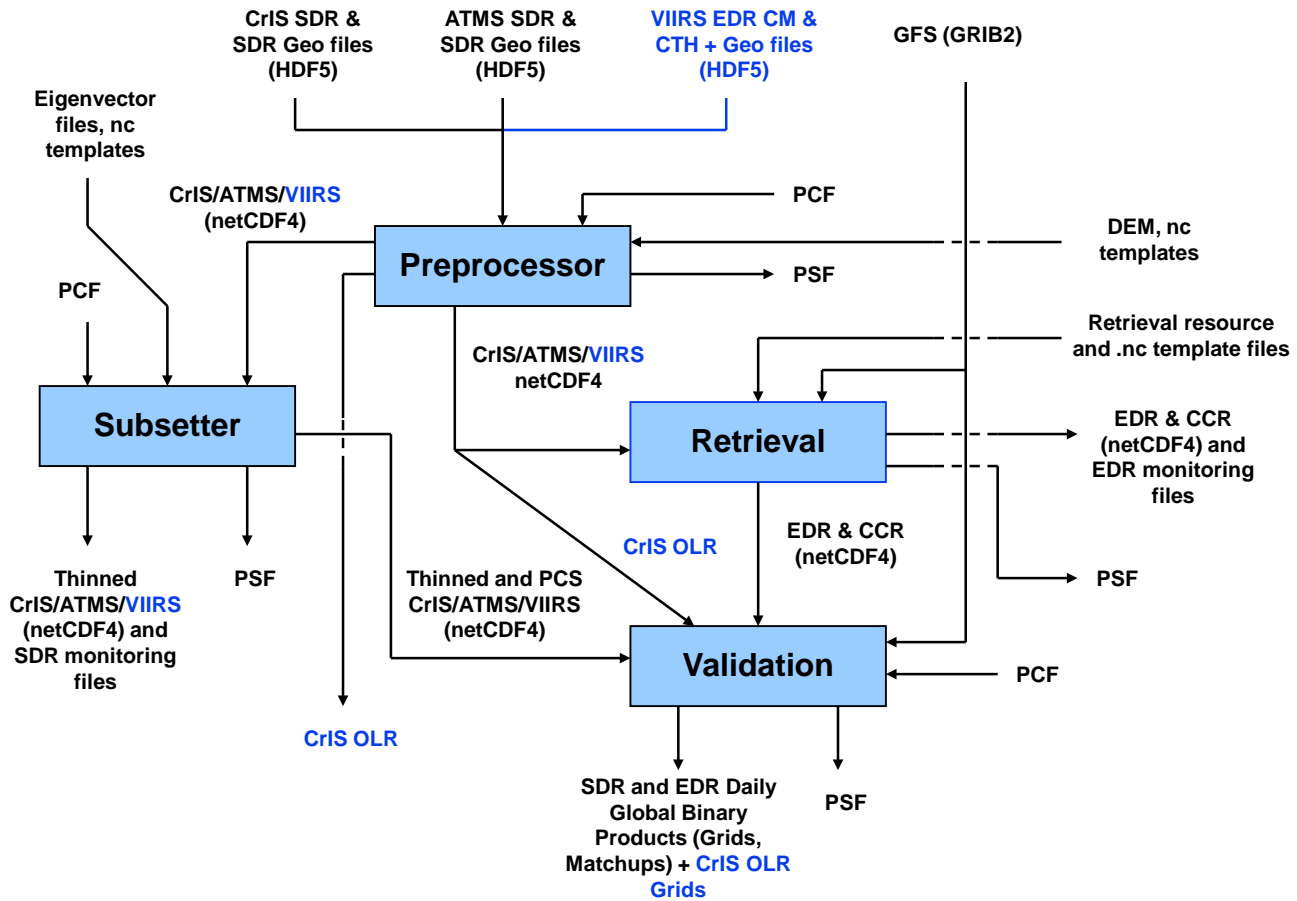 CrIS SDR &
SDR Geo files
(HDF5)
ATMS SDR &
SDR Geo files
(HDF5)
VIIRS EDR CM &
CTH + Geo files
(HDF5)
GFS (GRIB2)
Eigenvector
files, nc
templates
CrIS/ATMS/VIIRS
(netCDF4)
PCF
DEM, nc
templates
Preprocessor
PSF
PCF
Retrieval resource
and .nc template files
CrIS/ATMS/VIIRS
netCDF4
Subsetter
Retrieval
EDR & CCR
(netCDF4) and
EDR monitoring
files
CrIS OLR
EDR & CCR
(netCDF4)
PSF
Thinned
CrIS/ATMS/VIIRS
(netCDF4) and
SDR monitoring
files
PSF
Thinned and PCS
CrIS/ATMS/VIIRS
(netCDF4)
Validation
PCF
CrIS OLR
SDR and EDR Daily
Global Binary
Products (Grids,
Matchups) + CrIS OLR
Grids
PSF